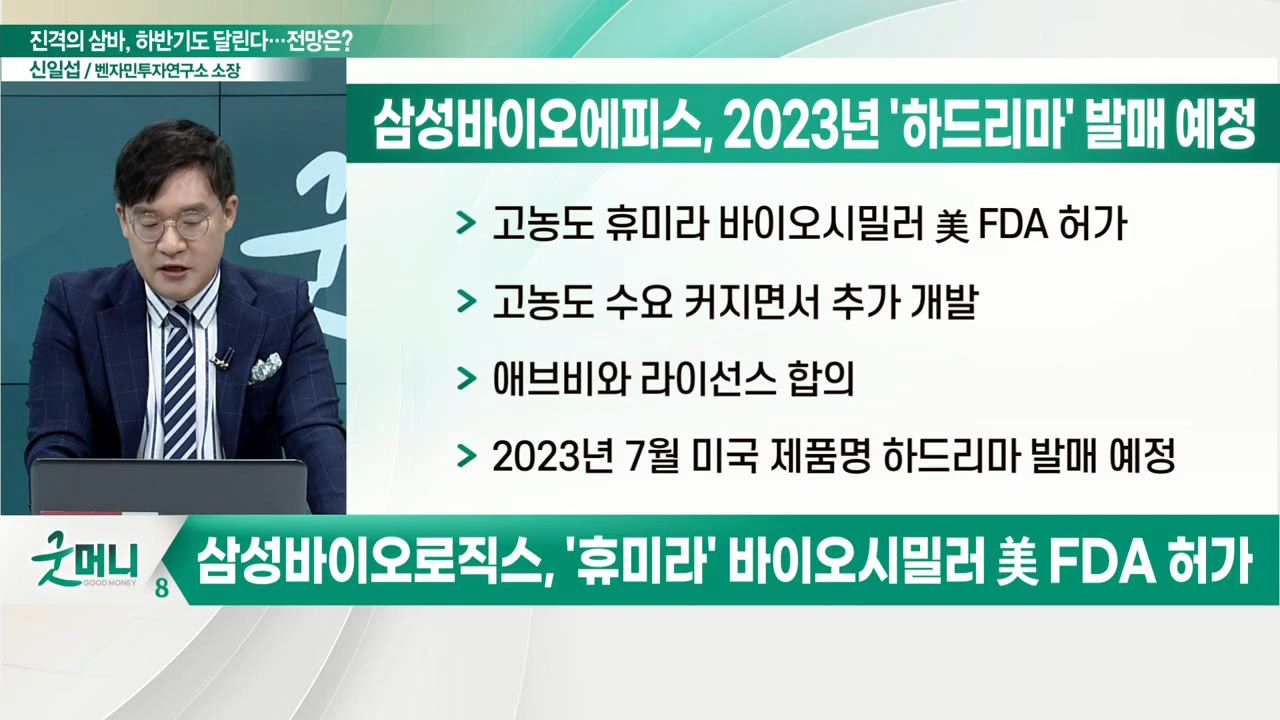 진격의 삼바, 하반기도 달린다…전망은?
신일섭 / 벤자민투자연구소 소장
삼성바이오에피스, 2023년 '하드리마' 발매 예정
> 고농도 휴미라 바이오시밀러 美 FDA 허가
> 고농도 수요 커지면서 추가 개발
> 애브비와 라이선스 합의
> 2023년 7월 미국 제품명 하드리마 발매 예정
굿머니
GOOD MONEY
8
삼성바이오로직스, '휴미라' 바이오시밀러 美 FDA 허가